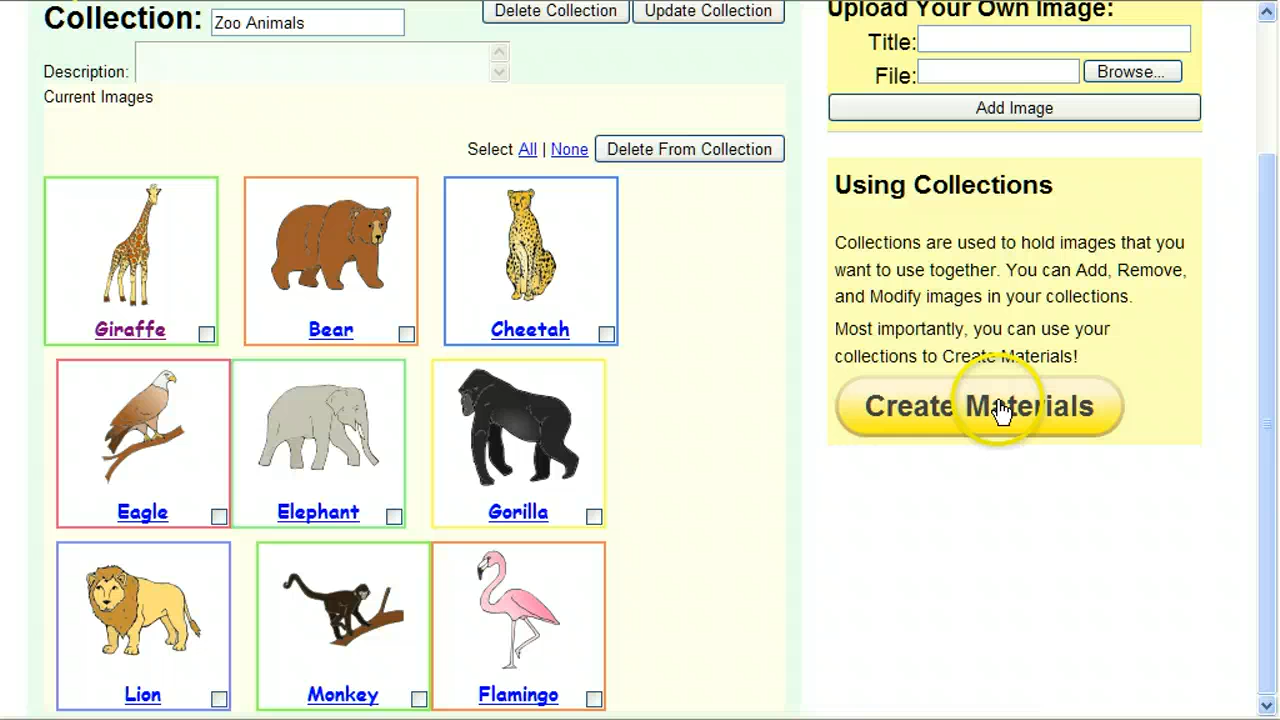 Collection: Zoo Animals
Delete Collection
Update Collection
Description:
Current Images
Select All | None
Delete From Collection
Giraffe
Bear
Cheetah
Eagle
Elephant
Gorilla
Lion
Monkey
Flamingo
Upload Your Own Image:
Title:
File:
Browse...
Add Image
Using Collections
Collections are used to hold images that you
want to use together. You can Add, Remove,
and Modify images in your collections.
Most importantly, you can use your
collections to Create Materials!
Create Materials